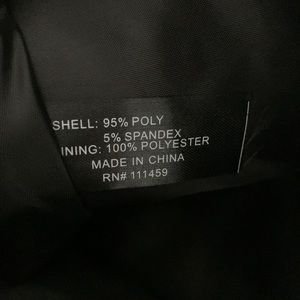 SHELL: 95% POLY
5% SPANDEX
INING: 100% POLYESTER
MADE IN CHINA
RN# 111459